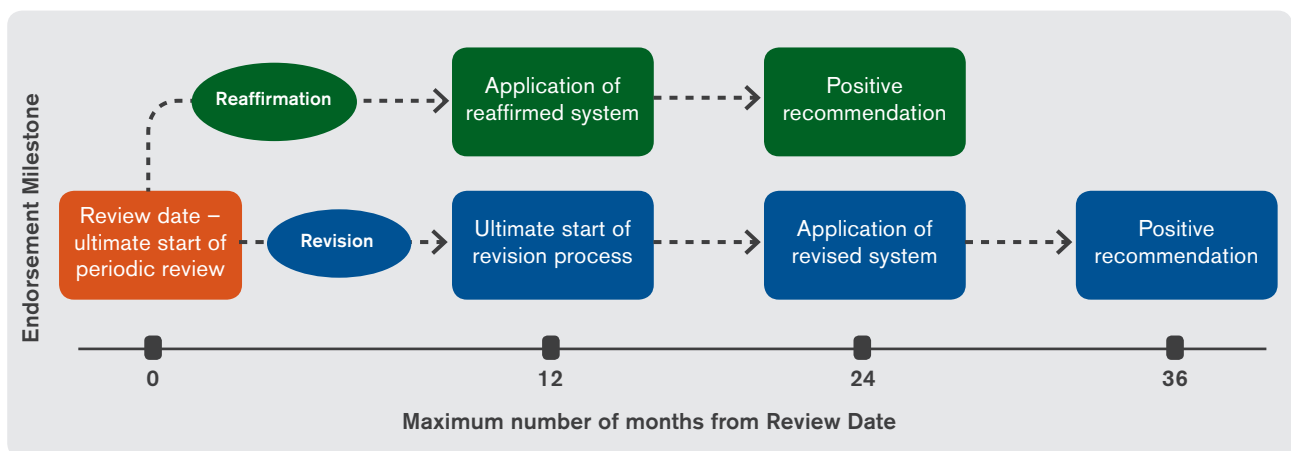 Endorsement Milestone
Reaffirmation
Application of
reaffirmed system
Positive
recommendation
Review date –
ultimate start of
periodic review
Revision
Ultimate start of
revision process
Application of
revised system
Positive
recommendation
0
12
24
36
Maximum number of months from Review Date